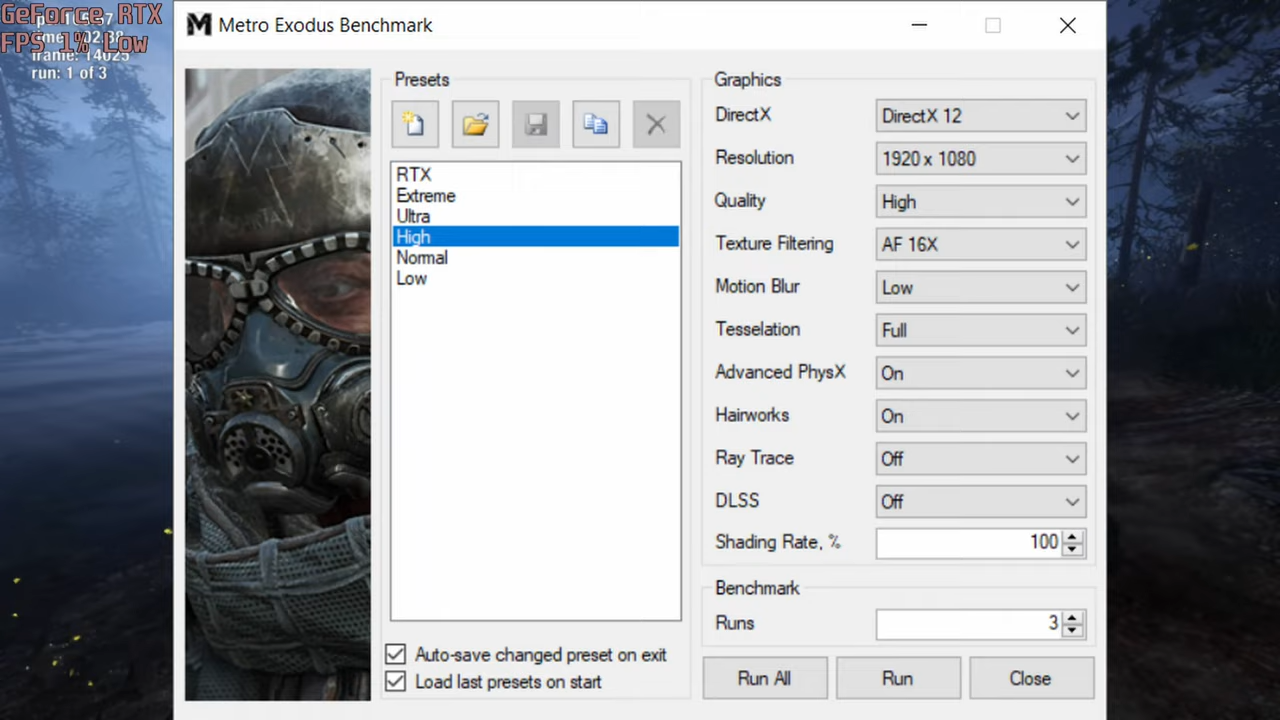 GeForce RTX
FPS 1% Low
frame: 14025
run: 1 of 3
Metro Exodus Benchmark
Presets
RTX
Extreme
Ultra
High
Normal
Low
Auto-save changed preset on exit
Load last presets on start
Graphics
DirectX DirectX 12
Resolution 1920 x 1080
Quality High
Texture Filtering AF 16X
Motion Blur Low
Tesselation Full
Advanced PhysX On
Hairworks On
Ray Trace Off
DLSS Off
Shading Rate, % 100
Benchmark
Runs 3
Run All Run Close